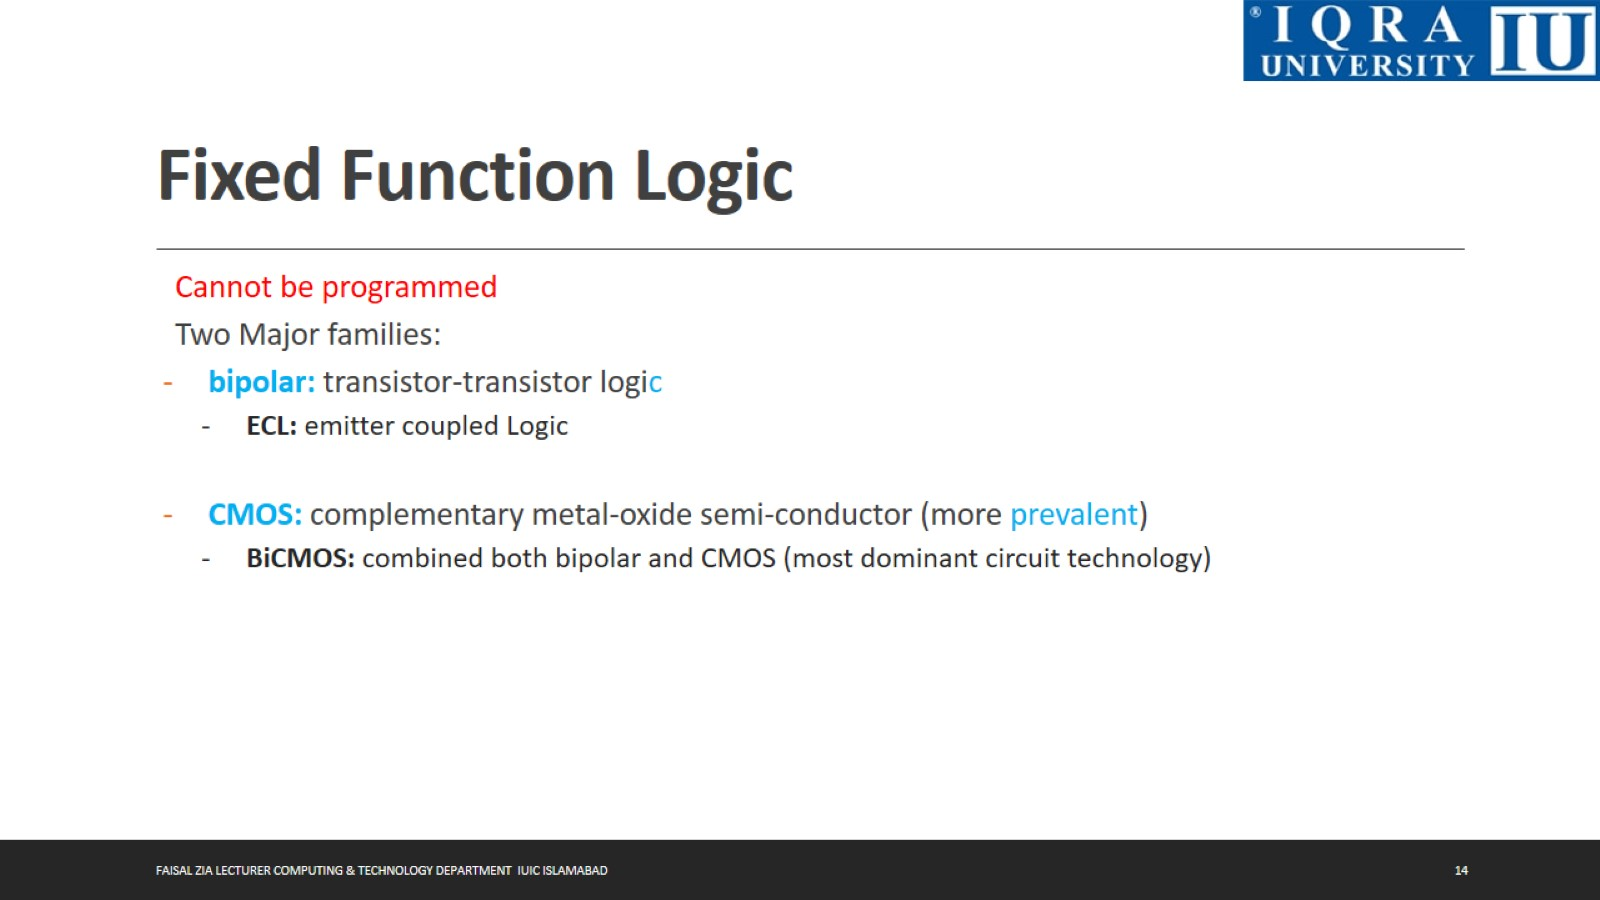 ® IQRA
UNIVERSITY IU
Fixed Function Logic
Cannot be programmed
Two Major families:
- bipolar: transistor-transistor logic
- ECL: emitter coupled Logic
- CMOS: complementary metal-oxide semi-conductor (more prevalent)
- BiCMOS: combined both bipolar and CMOS (most dominant circuit technology)
FAISAL ZIA LECTURER COMPUTING & TECHNOLOGY DEPARTMENT IUIC ISLAMABAD 14